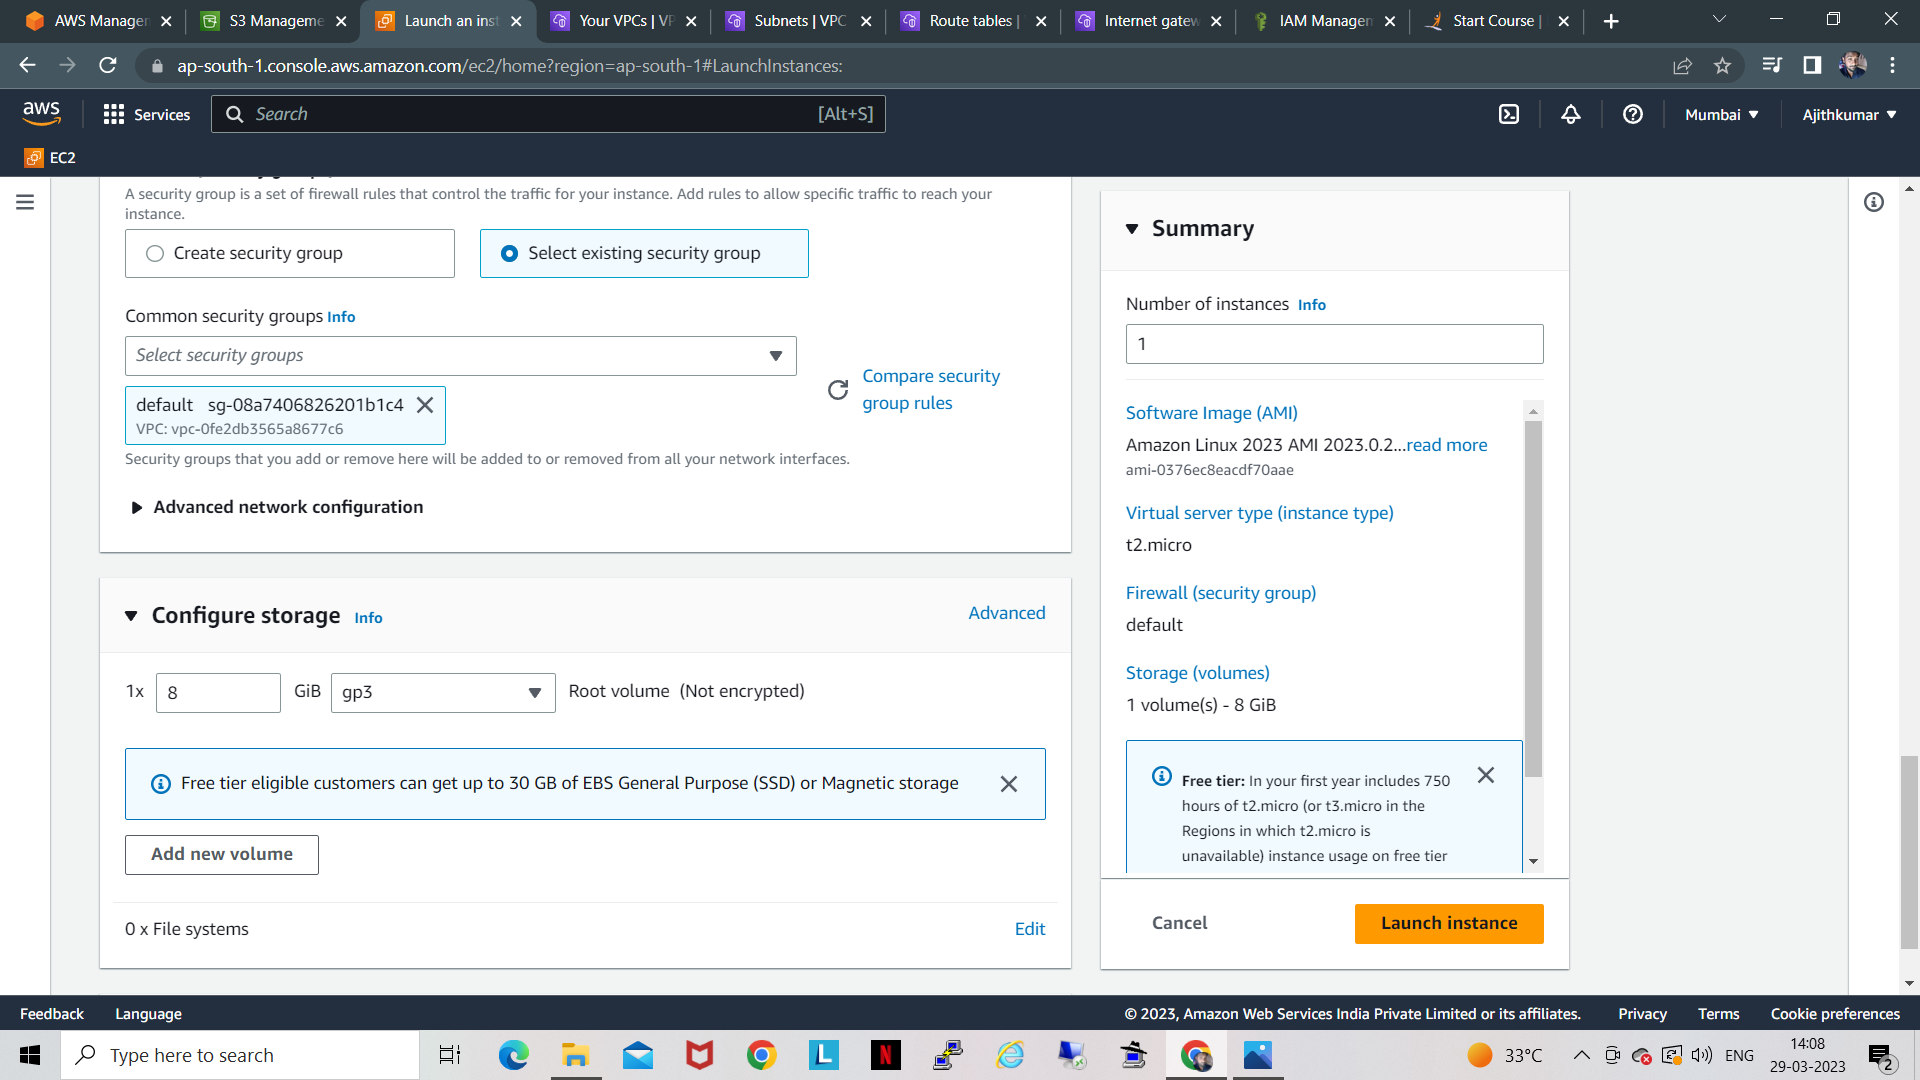 AWS Manager
S3 Manageme
Launch an inst
Your VPCs | VP
Subnets | VPC
Route tables |
Internet gatew
IAM Managem
Start Course |
ap-south-1.console.aws.amazon.com/ec2/home?region=ap-south-1#LaunchInstances:
aws
Services
Search
[Alt+S]
Mumbai
Ajithkumar
EC2
A security group is a set of firewall rules that control the traffic for your instance. Add rules to allow specific traffic to reach your
instance.
Create security group
Select existing security group
Common security groups Info
Select security groups
Compare security
group rules
default sg-08a7406826201b1c4
VPC: vpc-0fe2db3565a8677c6
Security groups that you add or remove here will be added to or removed from all your network interfaces.
Advanced network configuration
Configure storage Info
Advanced
1x 8 GiB gp3 Root volume (Not encrypted)
Free tier eligible customers can get up to 30 GB of EBS General Purpose (SSD) or Magnetic storage
Add new volume
0 x File systems
Edit
Summary
Number of instances Info
1
Software Image (AMI)
Amazon Linux 2023 AMI 2023.0.2...read more
ami-0376ec8eacdf70aae
Virtual server type (instance type)
t2.micro
Firewall (security group)
default
Storage (volumes)
1 volume(s) - 8 GiB
Free tier: In your first year includes 750
hours of t2.micro (or t3.micro in the
Regions in which t2.micro is
unavailable) instance usage on free tier
Cancel
Launch instance
Feedback
Language
© 2023, Amazon Web Services India Private Limited or its affiliates.
Privacy
Terms
Cookie preferences
Type here to search
L
N
33°C
ENG
14:08
29-03-2023
2